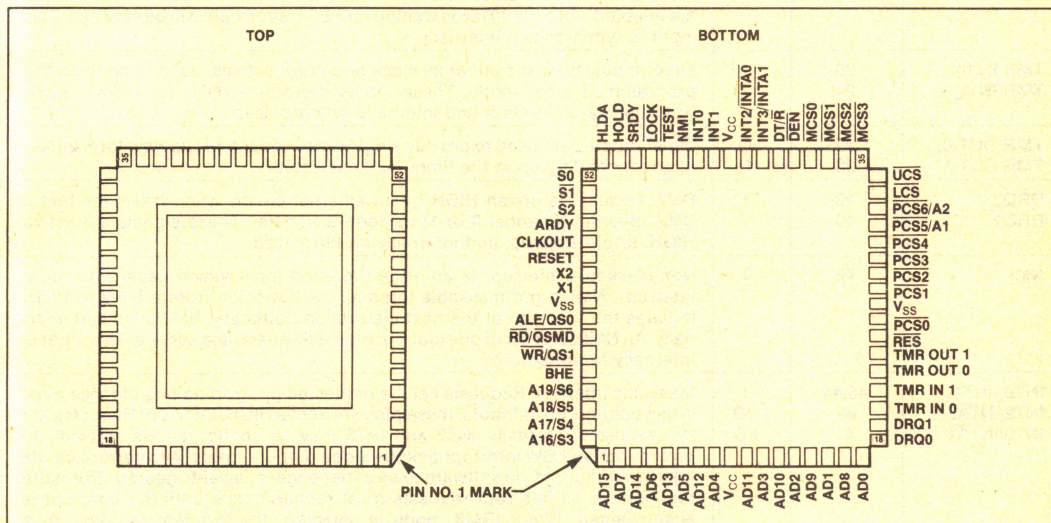 TOP
BOTTOM
HLDA
HOLD
SRDY
LOCK
TEST
NMI
INT0
INT1
VCC
INT2/INTA0
INT3/INTA1
DT/R
DEN
MCS0
MCS1
MCS2
MCS3
35
52
18
1
52
35
1
18
S0
S1
S2
ARDY
CLKOUT
RESET
X2
X1
VSS
ALE/QS0
RD/QSMD
WR/QS1
BHE
A19/S6
A18/S5
A17/S4
A16/S3
UCS
LCS
PCS6/A2
PCS5/A1
PCS4
PCS3
PCS2
PCS1
VSS
PCS0
RES
TMR OUT 1
TMR OUT 0
TMR IN 1
TMR IN 0
DRQ1
DRQ0
PIN NO. 1 MARK
AD15
AD7
AD14
AD6
AD13
AD5
AD12
AD4
VCC
AD11
AD3
AD10
AD2
AD9
AD1
AD8
AD0